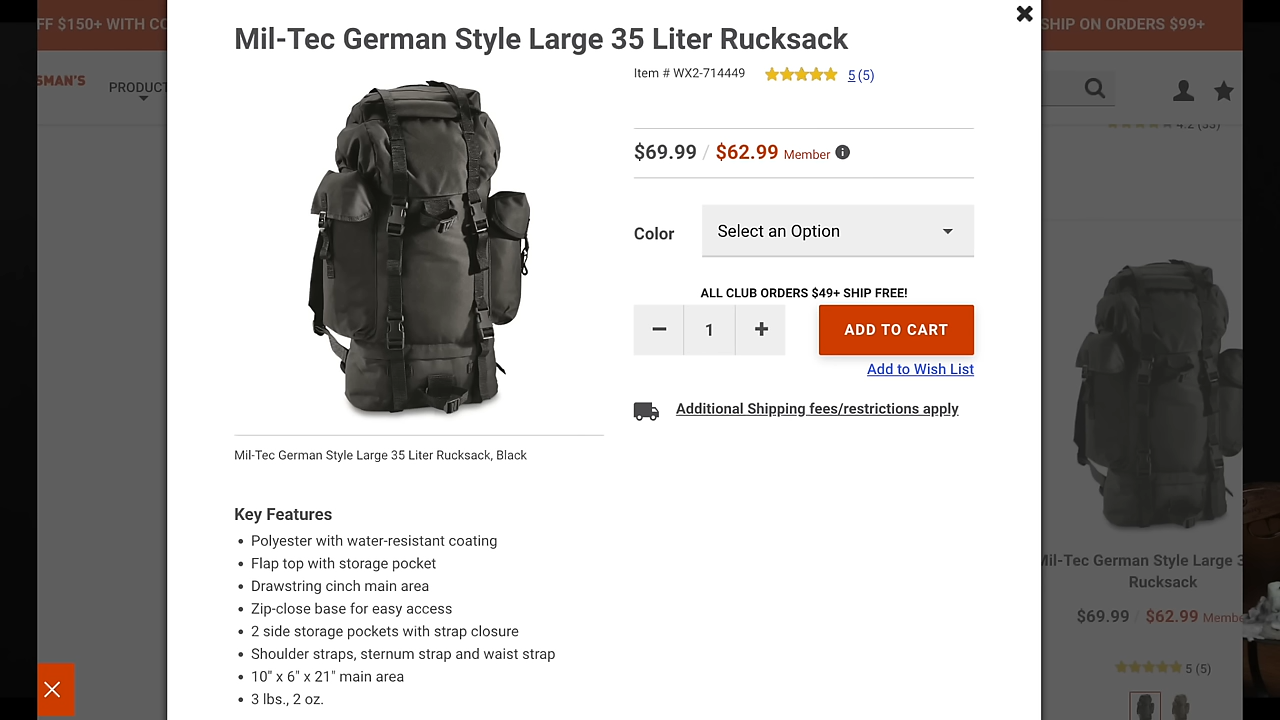 FF $150+ WITH CO
SHIP ON ORDERS $99+
SMAN'S
PRODUCT
Mil-Tec German Style Large 35 Liter Rucksack
Item # WX2-714449
5 (5)
4.2 (33)
$69.99 / $62.99 Member
Color
Select an Option
ALL CLUB ORDERS $49+ SHIP FREE!
− 1 +
ADD TO CART
Add to Wish List
Additional Shipping fees/restrictions apply
Mil-Tec German Style Large 35 Liter Rucksack, Black
Key Features
• Polyester with water-resistant coating
• Flap top with storage pocket
• Drawstring cinch main area
• Zip-close base for easy access
• 2 side storage pockets with strap closure
• Shoulder straps, sternum strap and waist strap
• 10" x 6" x 21" main area
• 3 lbs., 2 oz.
Mil-Tec German Style Large 3
Rucksack
$69.99 / $62.99 Membe
5 (5)